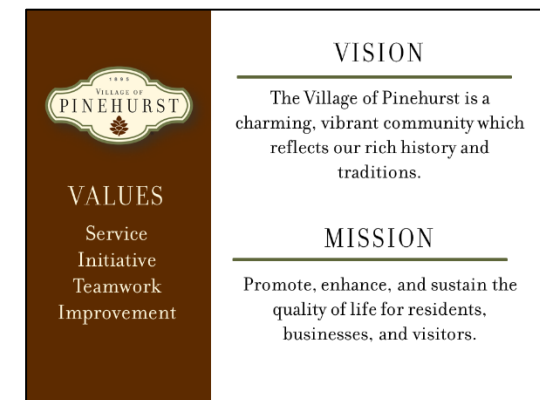 1895
VILLAGE OF
PINEHURST
VALUES
Service
Initiative
Teamwork
Improvement
VISION
The Village of Pinehurst is a
charming, vibrant community which
reflects our rich history and
traditions.
MISSION
Promote, enhance, and sustain the
quality of life for residents,
businesses, and visitors.